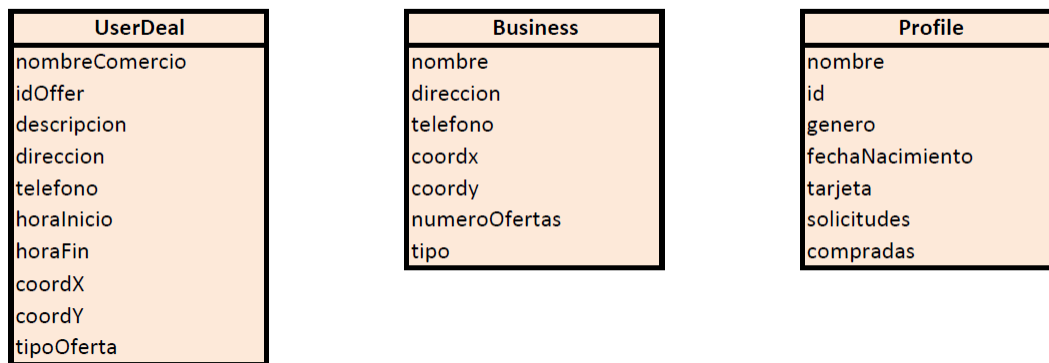 UserDeal
nombreComercio
idOffer
descripcion
direccion
telefono
horaInicio
horaFin
coordX
coordY
tipoOferta
Business
nombre
direccion
telefono
coordx
coordy
numeroOfertas
tipo
Profile
nombre
id
genero
fechaNacimiento
tarjeta
solicitudes
compradas